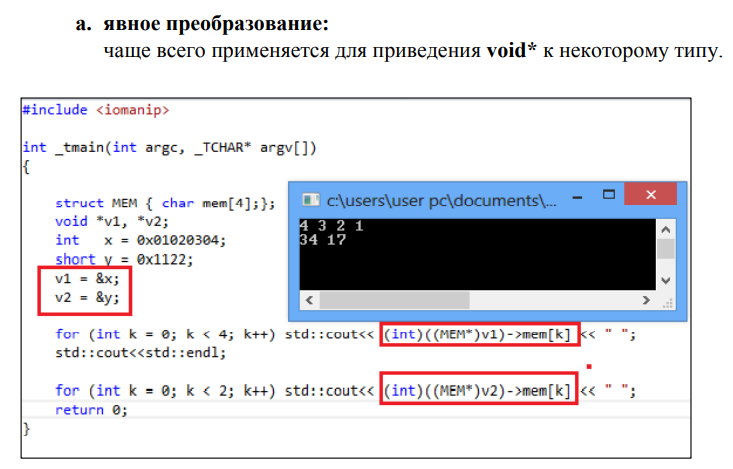 a. явное преобразование:
чаще всего применяется для приведения void* к некоторому типу.
#include <iomanip>
int _tmain(int argc, _TCHAR* argv[])
{
struct MEM { char mem[4];};
void *v1, *v2;
int x = 0x01020304;
short y = 0x1122;
v1 = &x;
v2 = &y;
c:\users\user pc\documents\...
4 3 2 1
34 17
for (int k = 0; k < 4; k++) std::cout<< (int)((MEM*)v1)->mem[k] << " ";
std::cout<<std::endl;
for (int k = 0; k < 2; k++) std::cout<< (int)((MEM*)v2)->mem[k] << " ";
return 0;
}